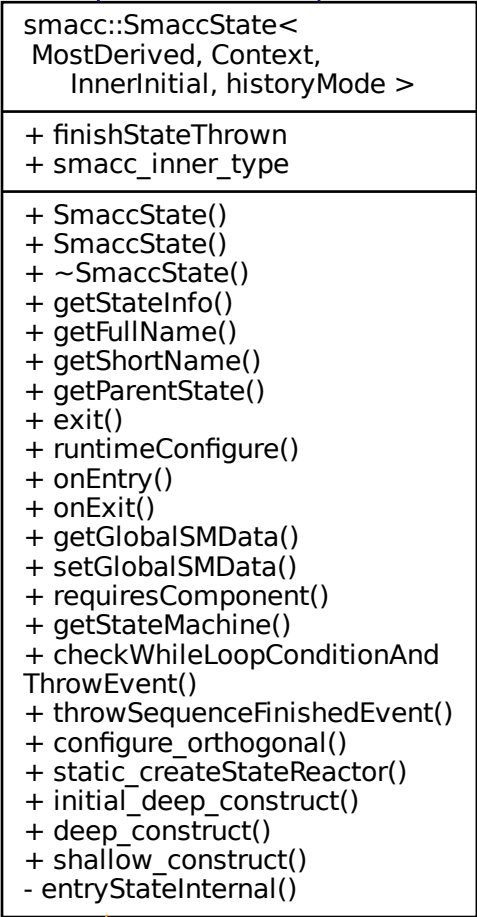 smacc::SmaccState<
MostDerived, Context,
InnerInitial, historyMode >
+ finishStateThrown
+ smacc_inner_type
+ SmaccState()
+ SmaccState()
+ ~SmaccState()
+ getStateInfo()
+ getFullName()
+ getShortName()
+ getParentState()
+ exit()
+ runtimeConfigure()
+ onEntry()
+ onExit()
+ getGlobalSMData()
+ setGlobalSMData()
+ requiresComponent()
+ getStateMachine()
+ checkWhileLoopConditionAnd
ThrowEvent()
+ throwSequenceFinishedEvent()
+ configure_orthogonal()
+ static_createStateReactor()
+ initial_deep_construct()
+ deep_construct()
+ shallow_construct()
- entryStateInternal()